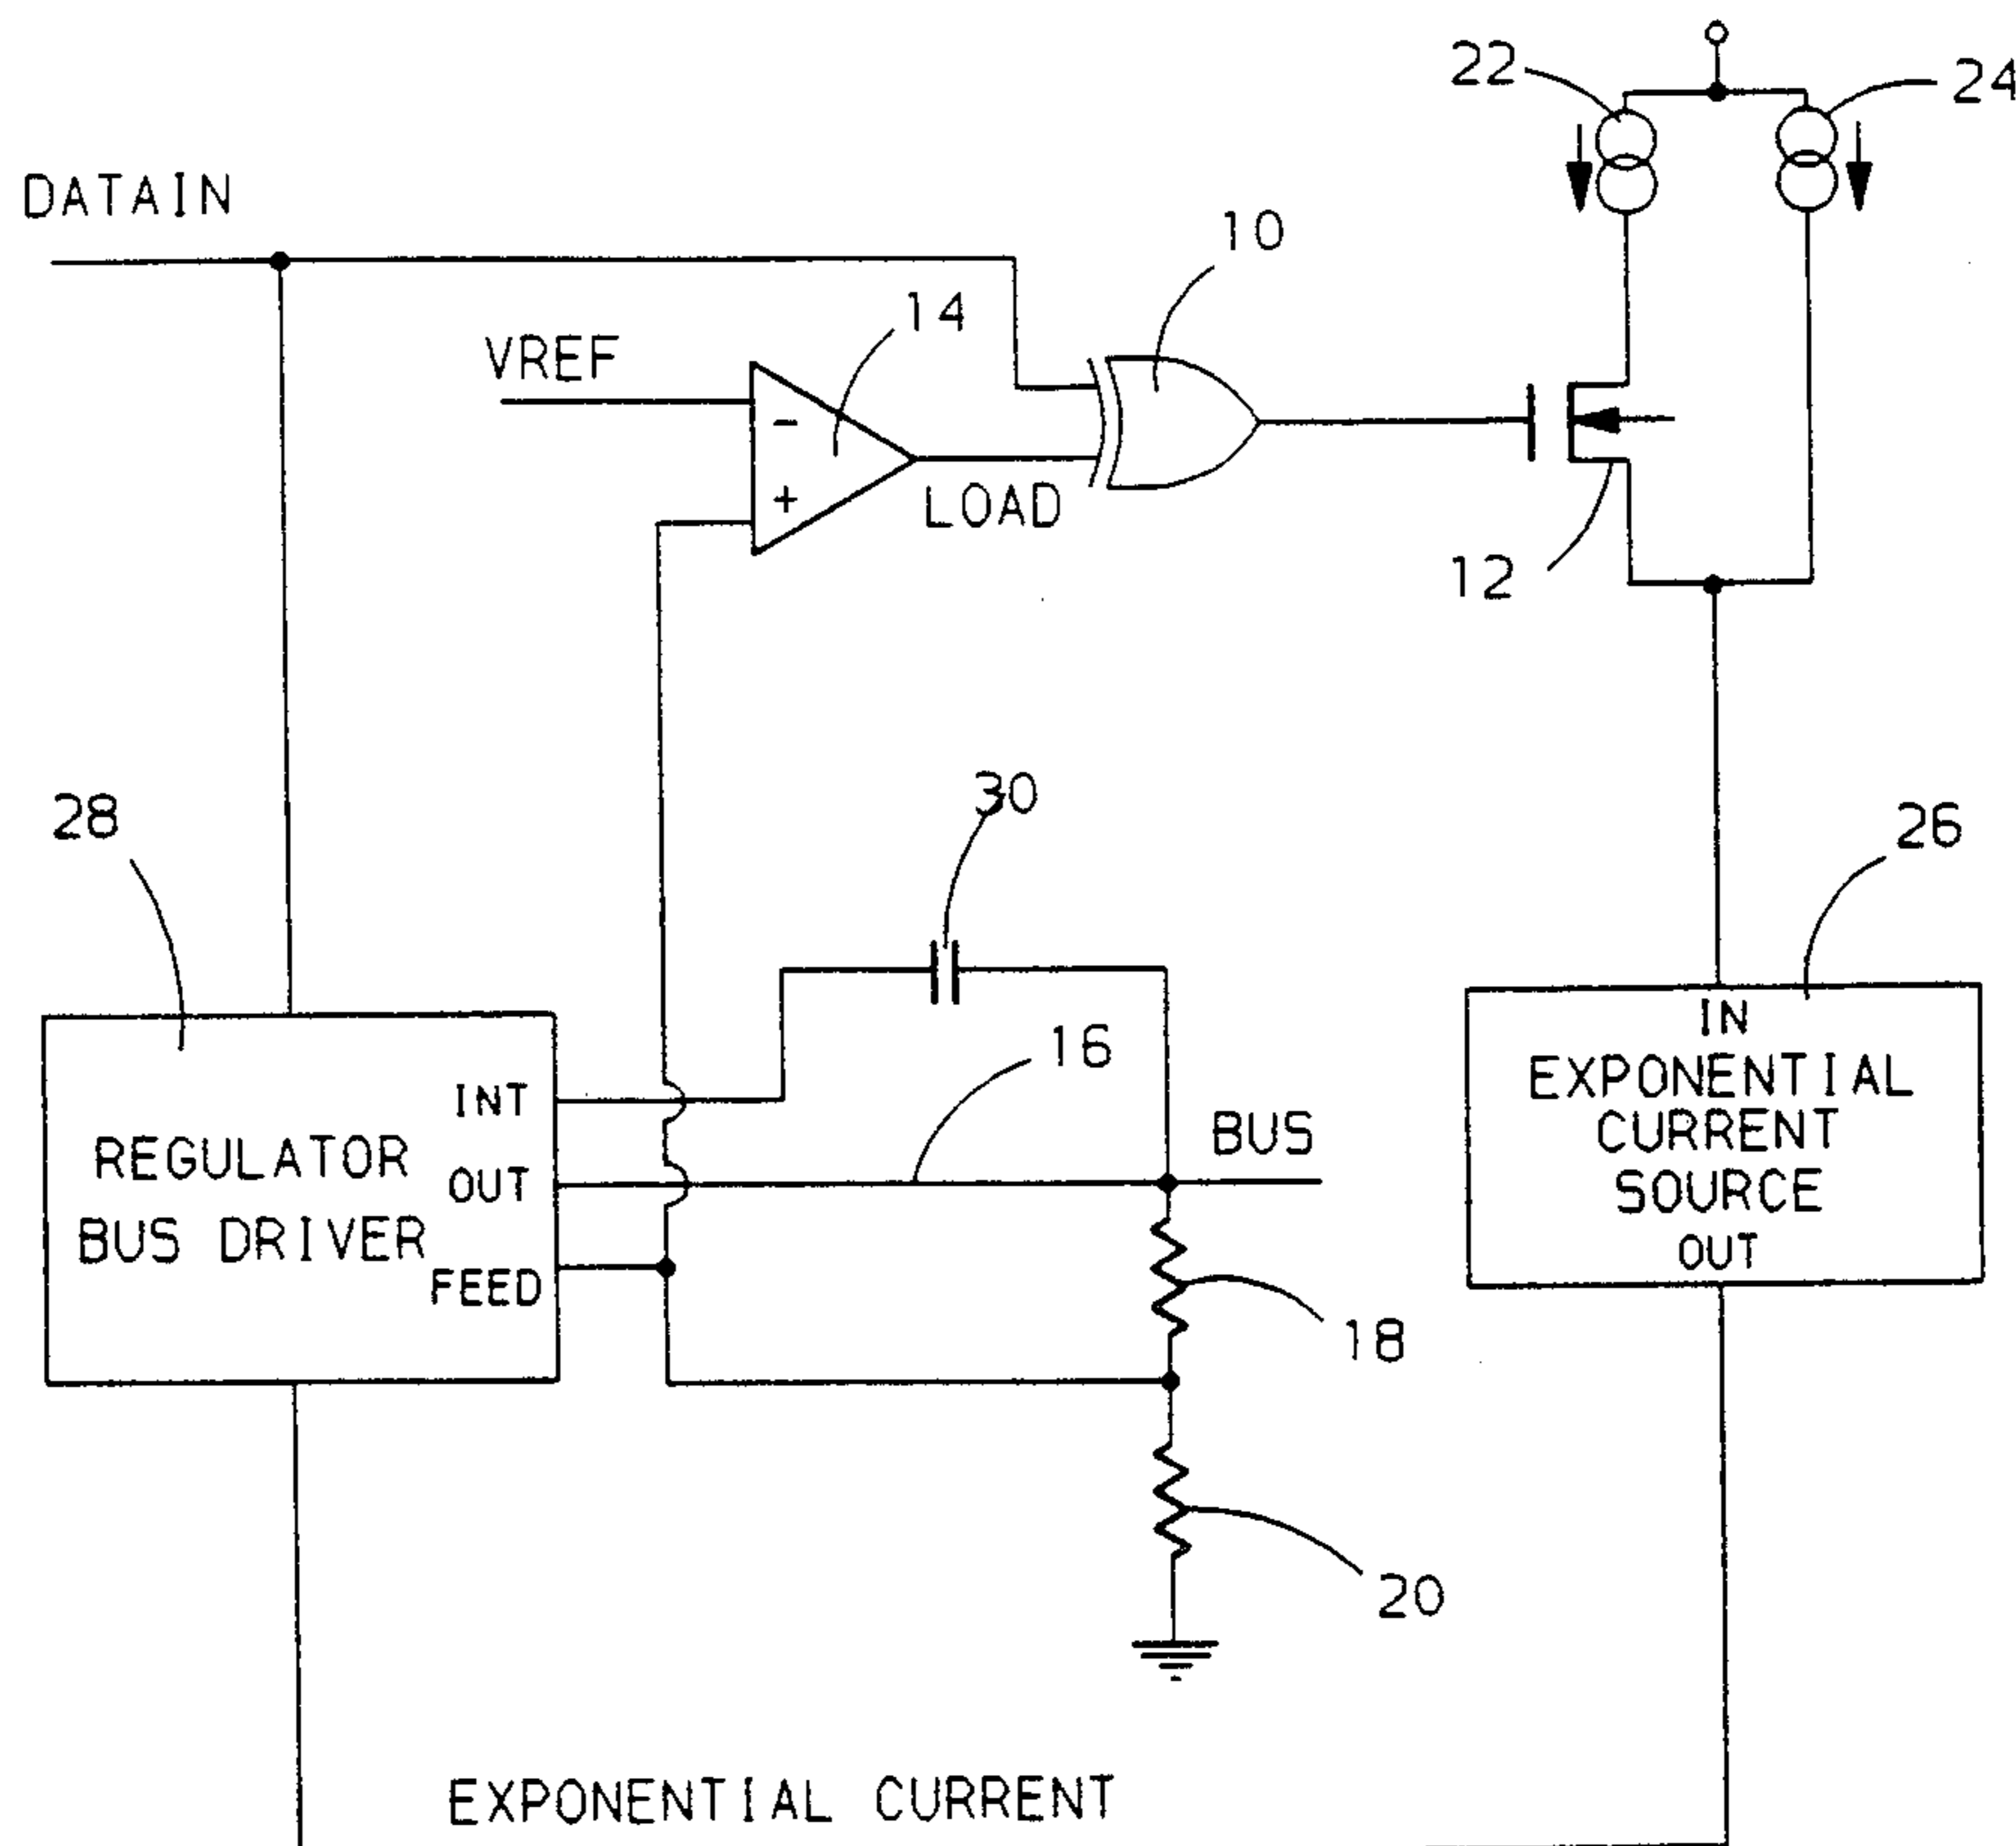 22
24
DATAIN
10
14
VREF
-
+
LOAD
12
30
28
26
16
IN
EXPONENTIAL
CURRENT
SOURCE
OUT
INT
BUS
REGULATOR
OUT
BUS DRIVER
FEED
18
20
EXPONENTIAL CURRENT